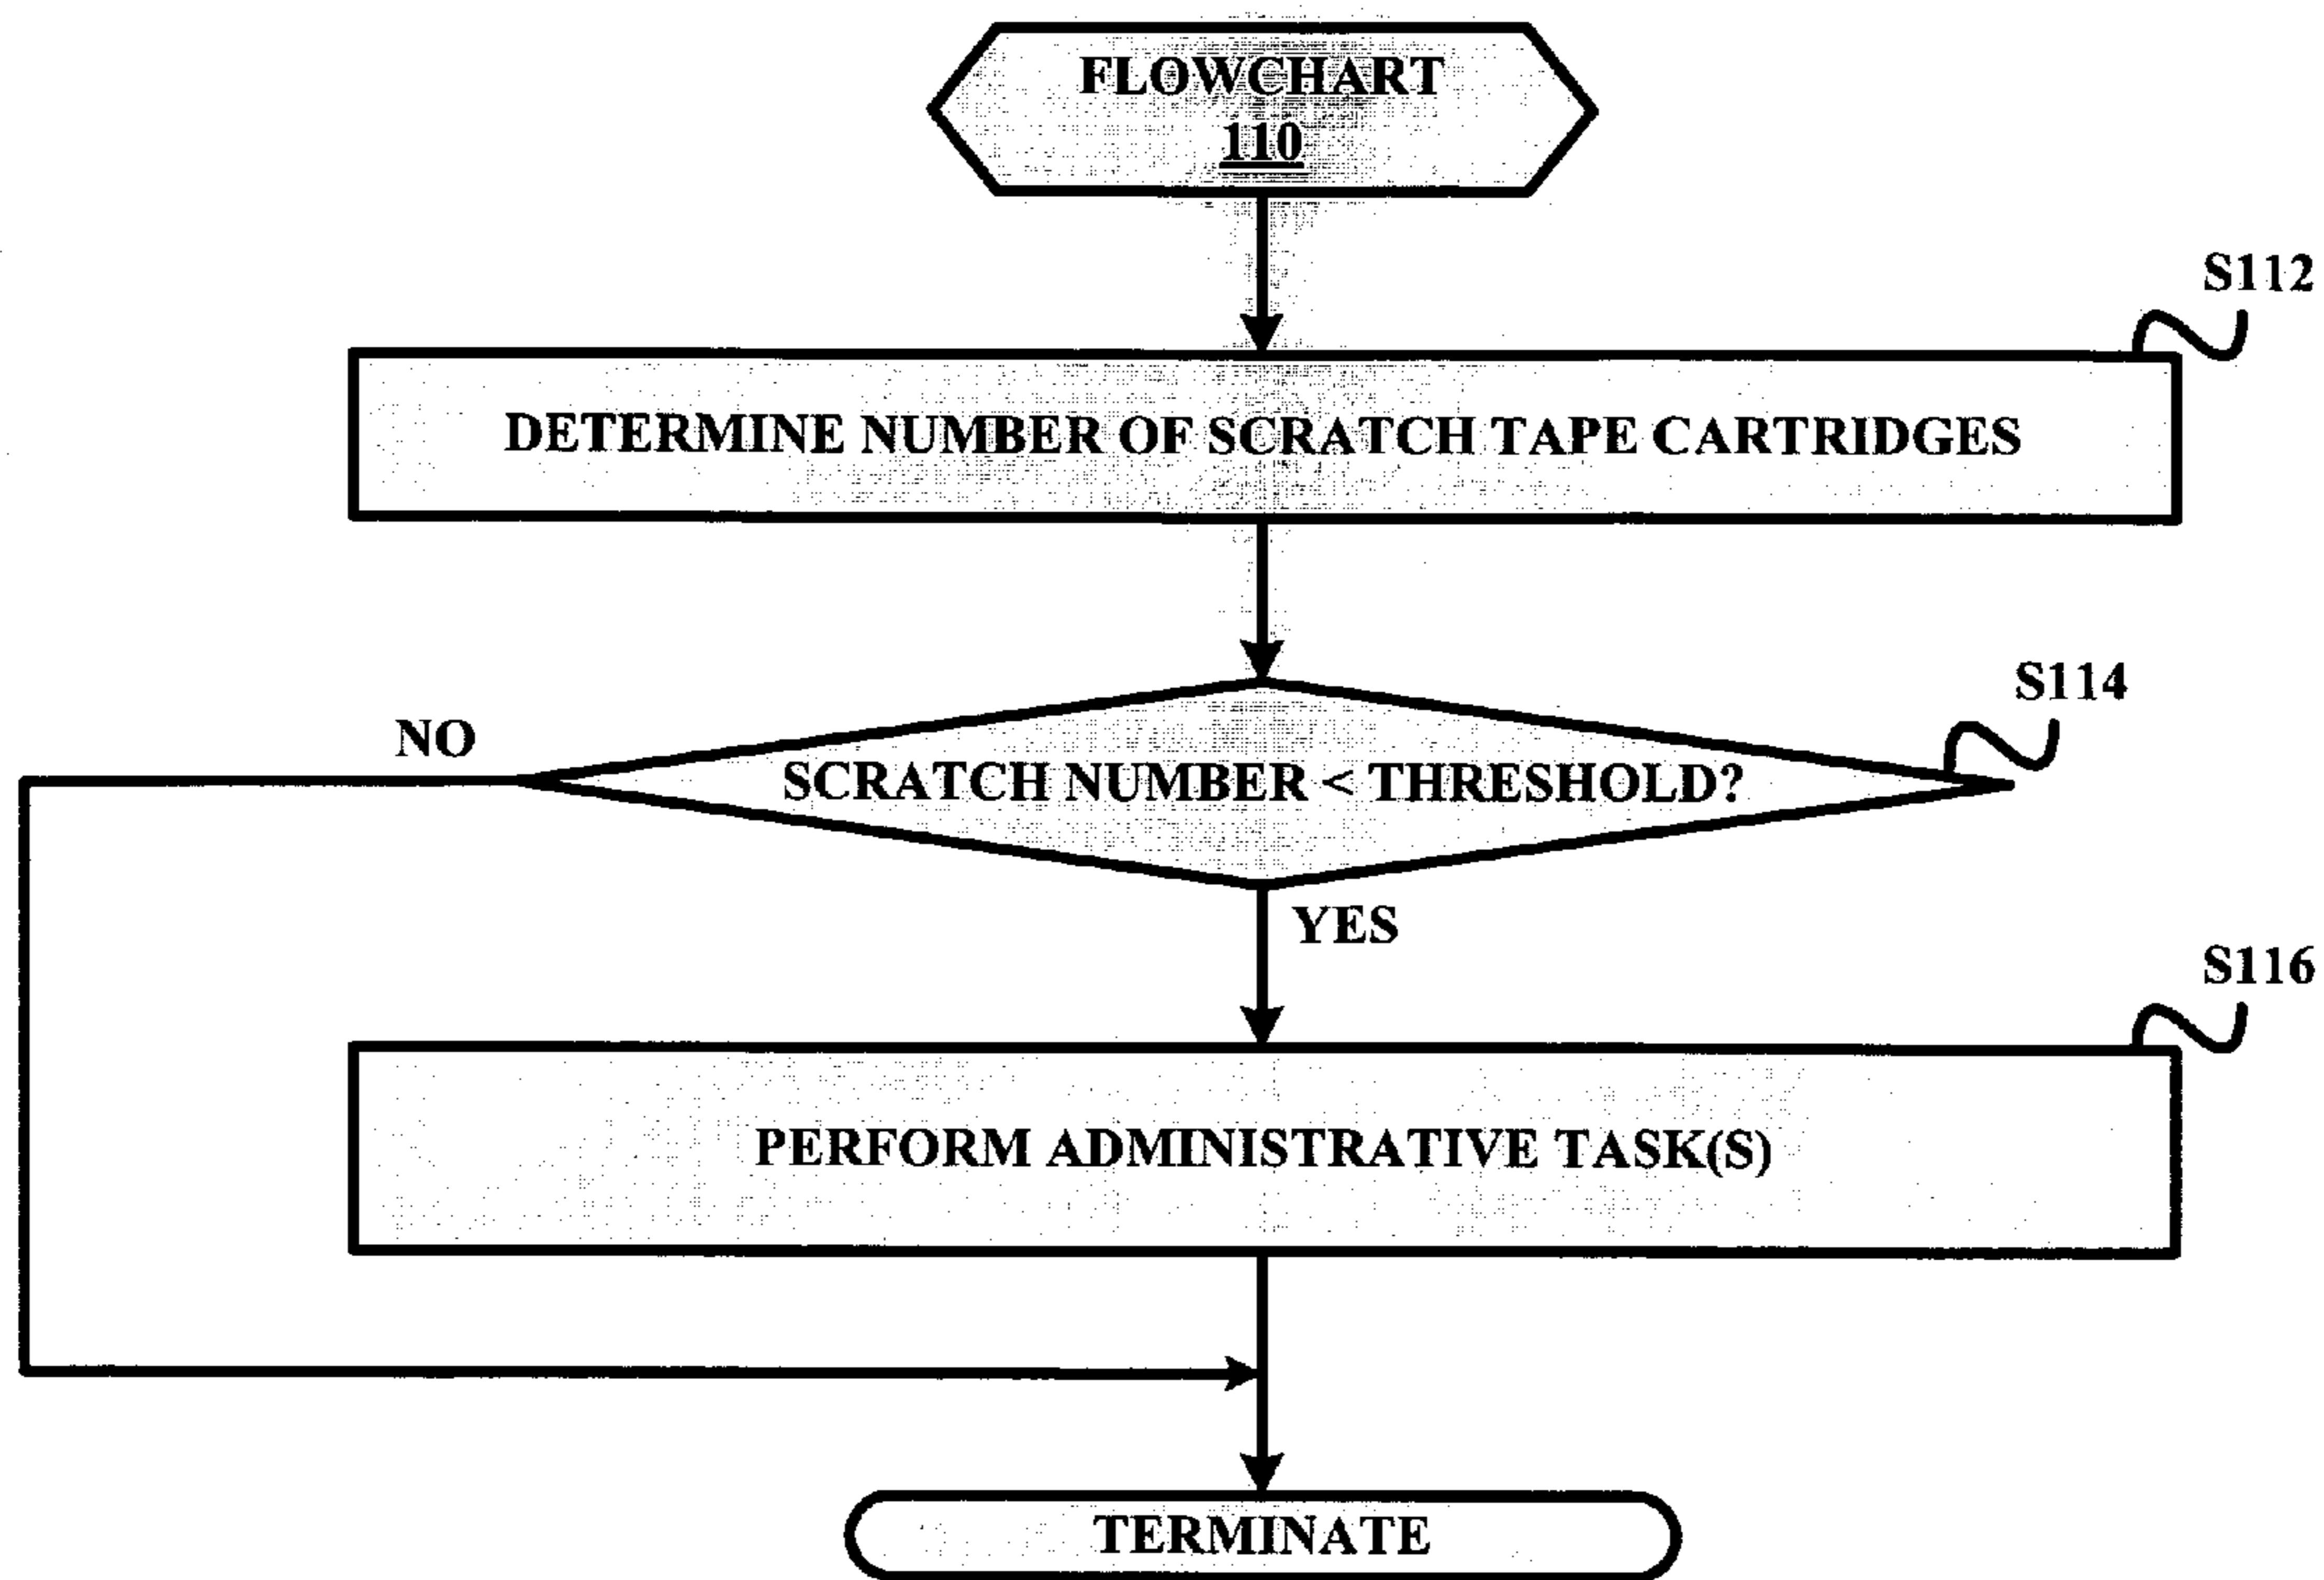 FLOWCHART
110
S112
DETERMINE NUMBER OF SCRATCH TAPE CARTRIDGES
S114
NO
SCRATCH NUMBER < THRESHOLD?
YES
S116
PERFORM ADMINISTRATIVE TASK(S)
TERMINATE